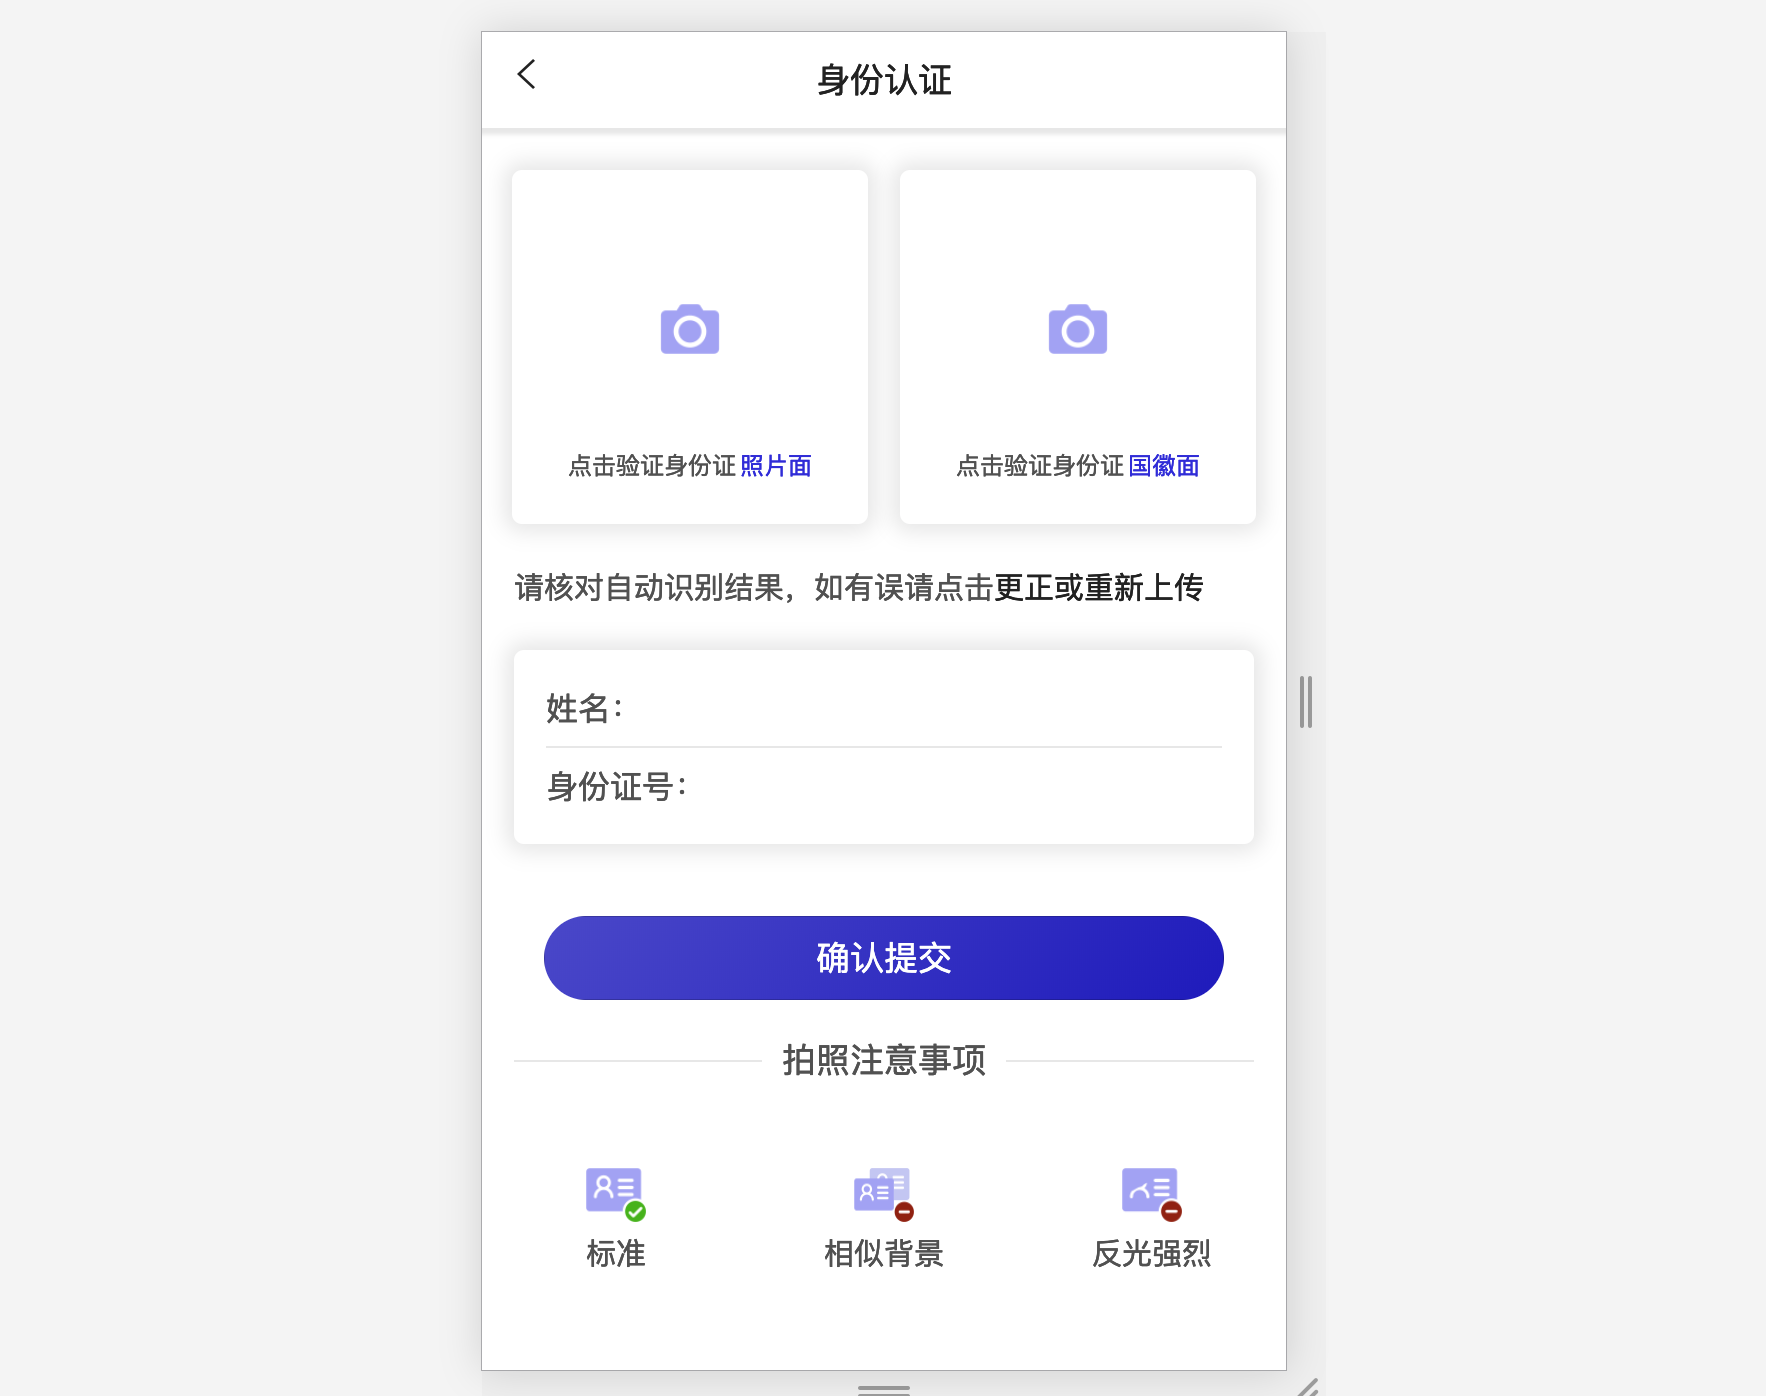 身份认证
点击验证身份证 照片面
点击验证身份证 国徽面
请核对自动识别结果，如有误请点击更正或重新上传
姓名：
身份证号：
确认提交
拍照注意事项
标准
相似背景
反光强烈